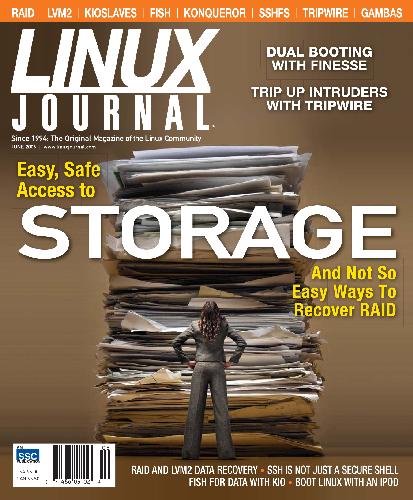 RAID | LVM2 | KIOSLAVES | FISH | KONQUEROR | SSHFS | TRIPWIRE | GAMBAS
LINUX
JOURNAL
Since 1994: The Original Magazine of the Linux Community
JUNE 2006 | www.linuxjournal.com
DUAL BOOTING
WITH FINESSE
TRIP UP INTRUDERS
WITH TRIPWIRE
Easy, Safe
Access to
STORAGE
And Not So
Easy Ways To
Recover RAID
AN
SSC
RAID AND LVM2 DATA RECOVERY • SSH IS NOT JUST A SECURE SHELL
FISH FOR DATA WITH KIO • BOOT LINUX WITH AN IPOD